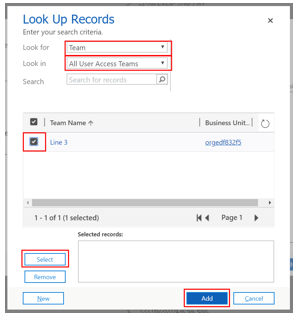 Look Up Records
Enter your search criteria.
Look for Team
Look in All User Access Teams
Search Search for records
Team Name ↑ Business Unit...
Line 3 orgedf832f5
1 - 1 of 1 (1 selected) Page 1
Selected records:
Select
Remove
New Add Cancel